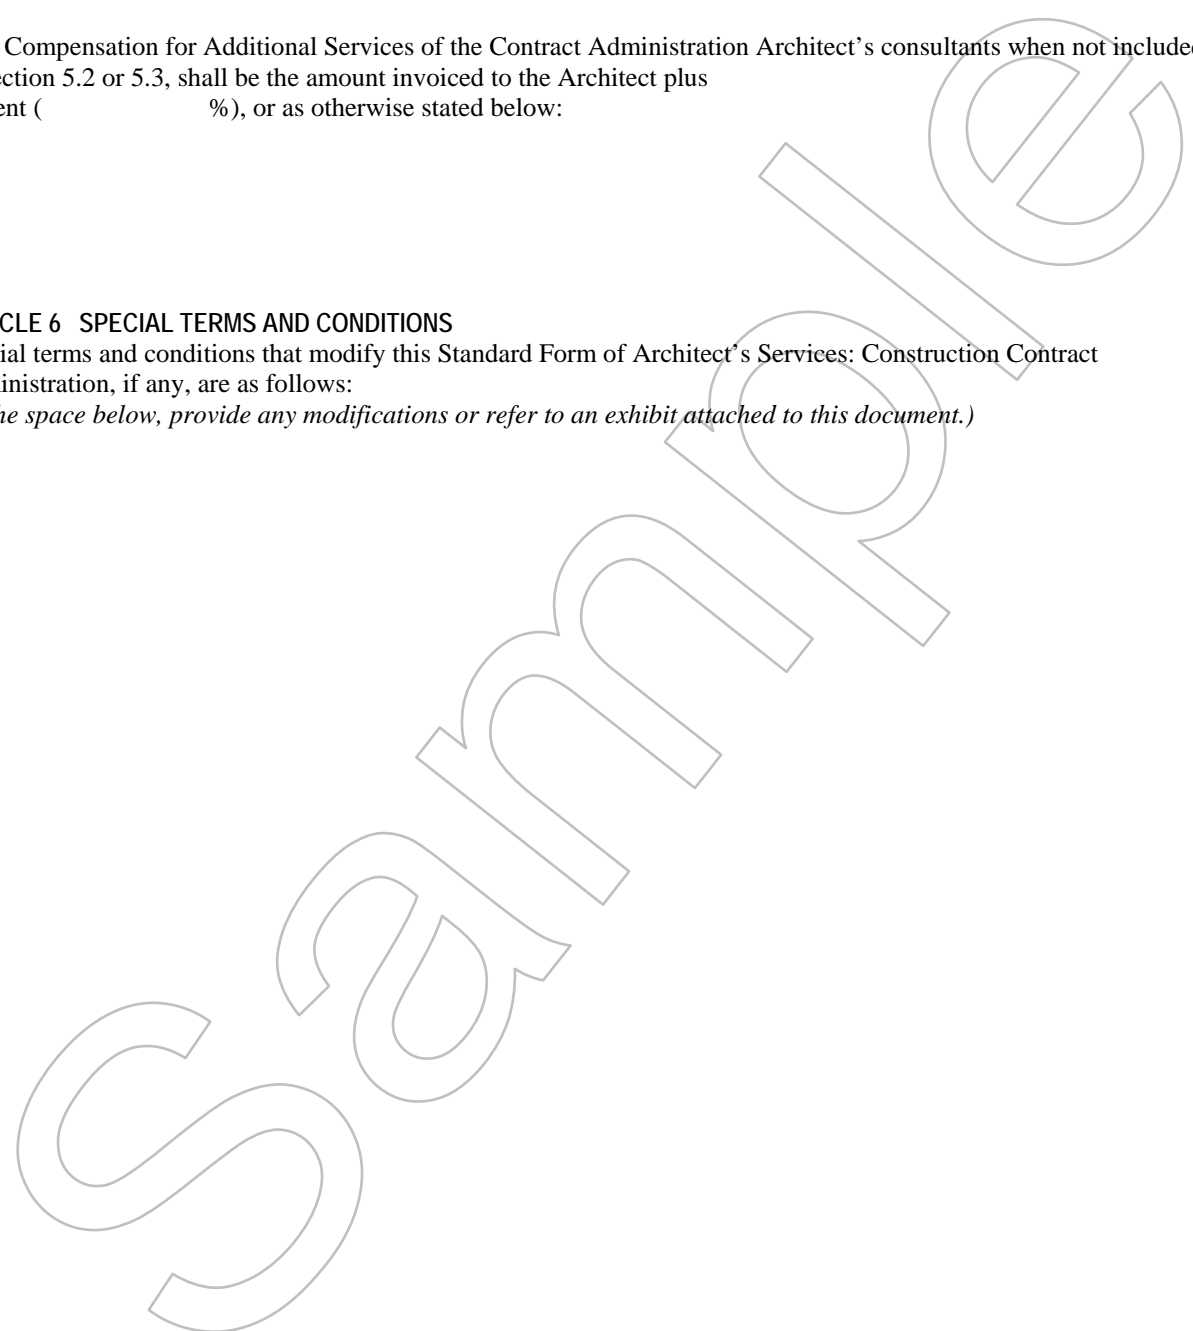 Compensation for Additional Services of the Contract Administration Architect’s consultants when not included
ection 5.2 or 5.3, shall be the amount invoiced to the Architect plus
ent ( %), or as otherwise stated below:
CLE 6 SPECIAL TERMS AND CONDITIONS
ial terms and conditions that modify this Standard Form of Architect’s Services: Construction Contract
inistration, if any, are as follows:
he space below, provide any modifications or refer to an exhibit attached to this document.)
Sample